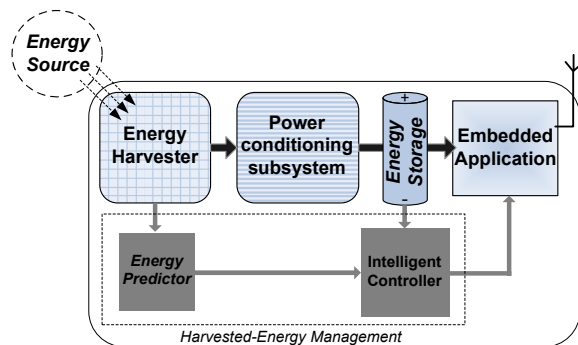 Energy
Source
Energy
Harvester
Power
conditioning
subsystem
+
Energy
Storage
-
Embedded
Application
Energy
Predictor
Intelligent
Controller
Harvested-Energy Management